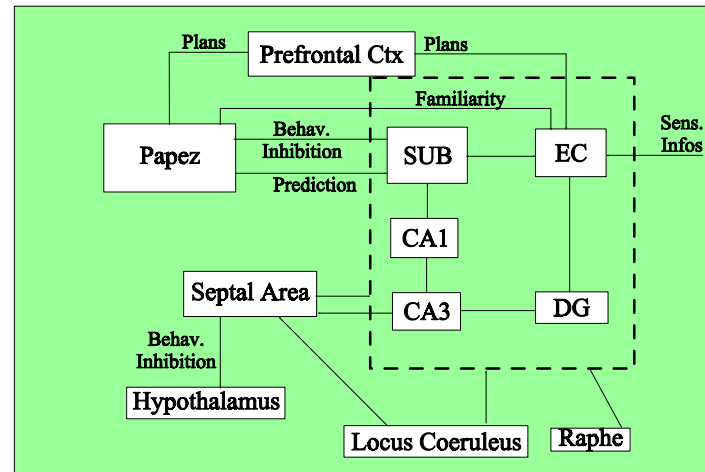 Plans
Prefrontal Ctx
Plans
Familiarity
Sens.
Infos
Papez
Behav.
Inhibition
Prediction
SUB
EC
CA1
Septal Area
CA3
DG
Behav.
Inhibition
Hypothalamus
Locus Coeruleus
Raphe